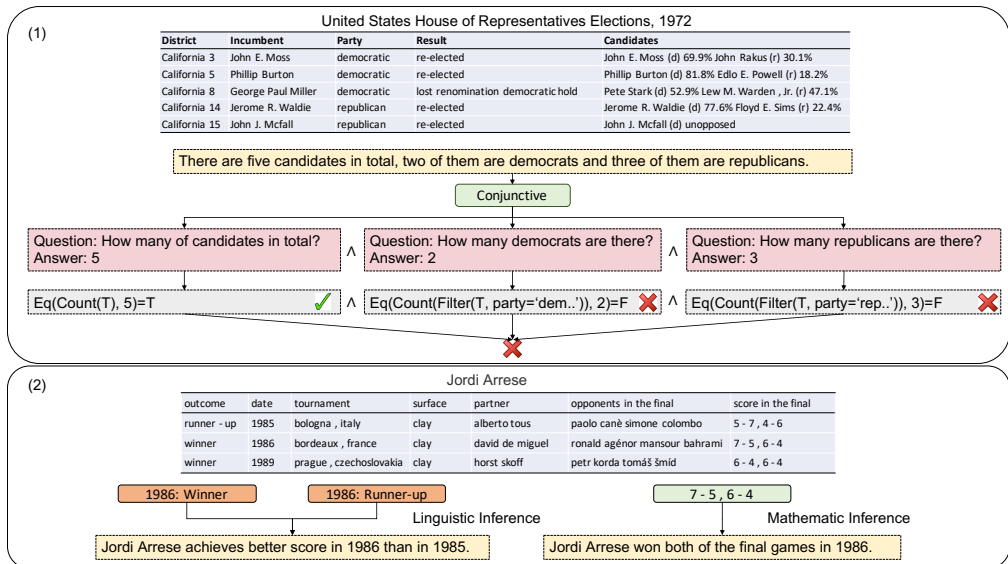 (1)
United States House of Representatives Elections, 1972
District Incumbent Party Result Candidates
California 3 John E. Moss democratic re-elected John E. Moss (d) 69.9% John Rakus (r) 30.1%
California 5 Phillip Burton democratic re-elected Phillip Burton (d) 81.8% Edlo E. Powell (r) 18.2%
California 8 George Paul Miller democratic lost renomination democratic hold Pete Stark (d) 52.9% Lew M. Warden , Jr. (r) 47.1%
California 14 Jerome R. Waldie republican re-elected Jerome R. Waldie (d) 77.6% Floyd E. Sims (r) 22.4%
California 15 John J. Mcfall republican re-elected John J. Mcfall (d) unopposed
There are five candidates in total, two of them are democrats and three of them are republicans.
Conjunctive
Question: How many of candidates in total?
Answer: 5
∧
Question: How many democrats are there?
Answer: 2
∧
Question: How many republicans are there?
Answer: 3
Eq(Count(T), 5)=T
∧
Eq(Count(Filter(T, party=‘dem..’)), 2)=F
∧
Eq(Count(Filter(T, party=‘rep..’)), 3)=F
(2)
Jordi Arrese
outcome date tournament surface partner opponents in the final score in the final
runner - up 1985 bologna , italy clay alberto tous paolo canè simone colombo 5 - 7 , 4 - 6
winner 1986 bordeaux , france clay david de miguel ronald agénor mansour bahrami 7 - 5 , 6 - 4
winner 1989 prague , czechoslovakia clay horst skoff petr korda tomáš šmíd 6 - 4 , 6 - 4
1986: Winner
1986: Runner-up
7 - 5 , 6 - 4
Linguistic Inference
Mathematic Inference
Jordi Arrese achieves better score in 1986 than in 1985.
Jordi Arrese won both of the final games in 1986.